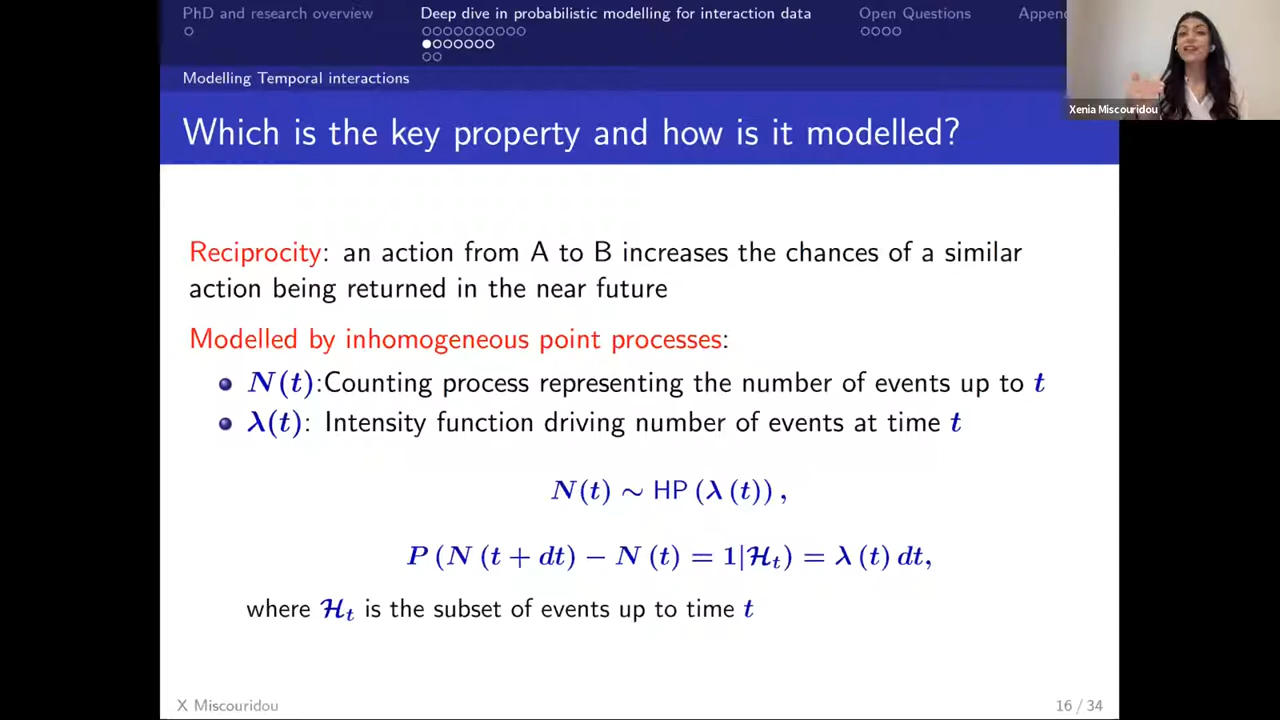 PhD and research overview
Deep dive in probabilistic modelling for interaction data
Open Questions
Appen
Modelling Temporal interactions
Xenia Miscouridou
Which is the key property and how is it modelled?
Reciprocity: an action from A to B increases the chances of a similar
action being returned in the near future
Modelled by inhomogeneous point processes:
N(t):Counting process representing the number of events up to t
λ(t): Intensity function driving number of events at time t
N(t) ∼ HP (λ (t)) ,
P (N (t + dt) − N (t) = 1|ℋt) = λ (t) dt,
where ℋt is the subset of events up to time t
X Miscouridou
16 / 34